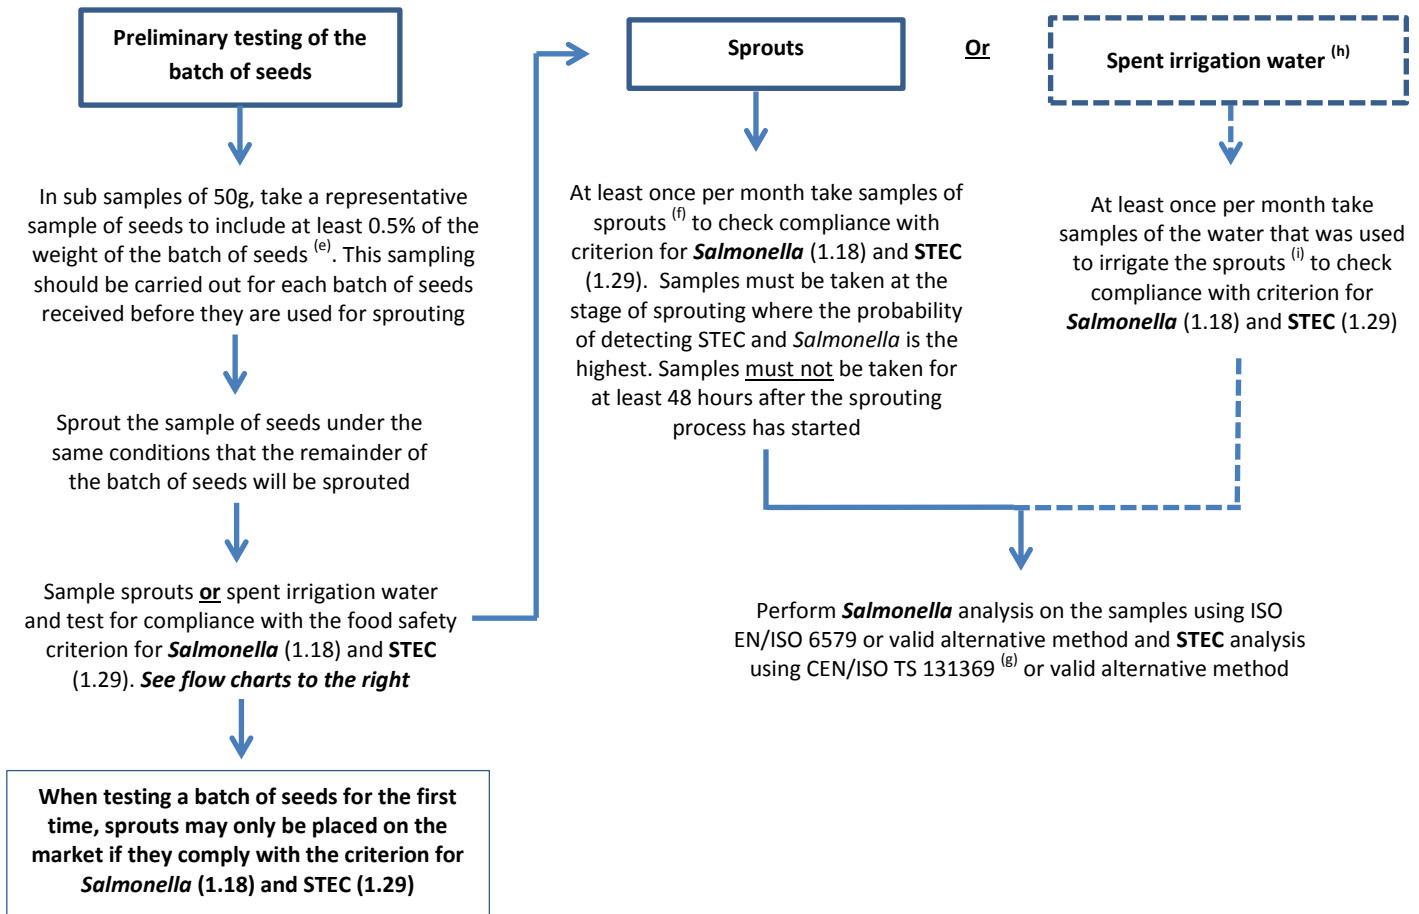 Preliminary testing of the
batch of seeds
In sub samples of 50g, take a representative
sample of seeds to include at least 0.5% of the
weight of the batch of seeds (e). This sampling
should be carried out for each batch of seeds
received before they are used for sprouting
Sprout the sample of seeds under the
same conditions that the remainder of
the batch of seeds will be sprouted
Sample sprouts or spent irrigation water
and test for compliance with the food safety
criterion for Salmonella (1.18) and STEC
(1.29). See flow charts to the right
When testing a batch of seeds for the first
time, sprouts may only be placed on the
market if they comply with the criterion for
Salmonella (1.18) and STEC (1.29)
Sprouts
At least once per month take samples of
sprouts (f) to check compliance with
criterion for Salmonella (1.18) and STEC
(1.29). Samples must be taken at the
stage of sprouting where the probability
of detecting STEC and Salmonella is the
highest. Samples must not be taken for
at least 48 hours after the sprouting
process has started
Or
Spent irrigation water (h)
At least once per month take
samples of the water that was used
to irrigate the sprouts (i) to check
compliance with criterion for
Salmonella (1.18) and STEC (1.29)
Perform Salmonella analysis on the samples using ISO
EN/ISO 6579 or valid alternative method and STEC analysis
using CEN/ISO TS 131369 (g) or valid alternative method